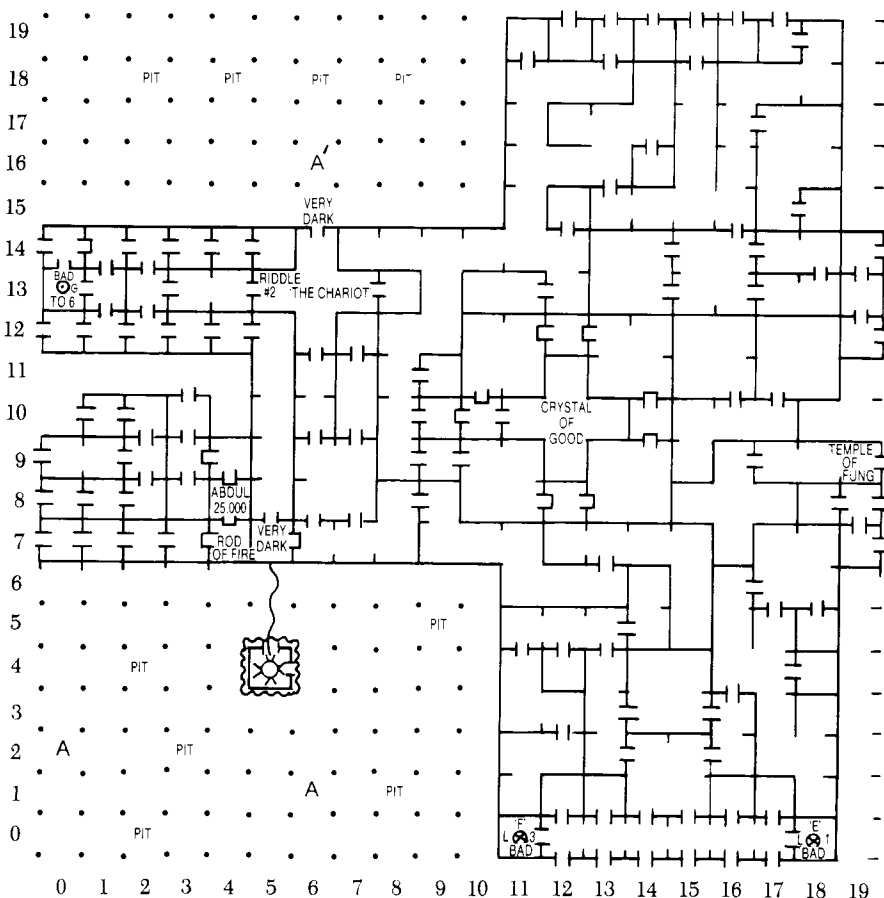 19
18 PIT PIT PIT PIT
17
16 A'
15 VERY
DARK
14
13 BAD G RIDDLE 'THE CHARIOT'
TO 6 #2
12
11
10 CRYSTAL
OF
GOOD
9 TEMPLE
OF
FUNG
8 ABDUL
25.000
7 ROD VERY
OF FIRE DARK
6
5 PIT
4 PIT
3
2 A PIT
1 A PIT
0 PIT 'F' 'E'
L 3 L 1
BAD BAD
0 1 2 3 4 5 6 7 8 9 10 11 12 13 14 15 16 17 18 19